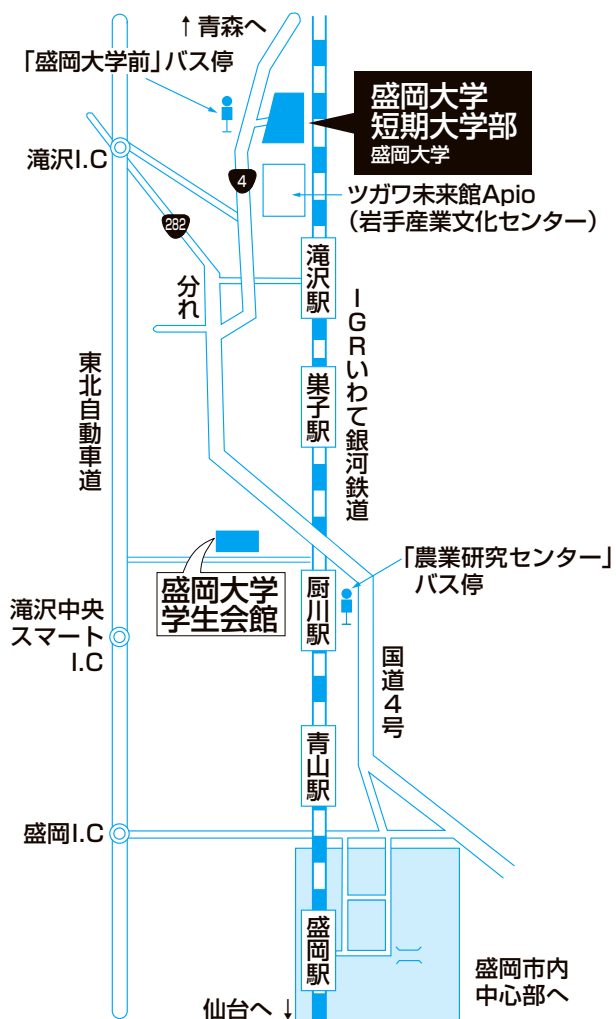 ↑青森へ
「盛岡大学前」バス停
盛岡大学
短期大学部
盛岡大学
滝沢I.C
4
ツガワ未来館Apio
（岩手産業文化センター）
282
滝沢駅
分れ
IGRいわて銀河鉄道
東北自動車道
巣子駅
「農業研究センター」
バス停
盛岡大学
学生会館
厨川駅
滝沢中央
スマート
I.C
国道4号
青山駅
盛岡I.C
盛岡駅
盛岡市内
中心部へ
仙台へ↓